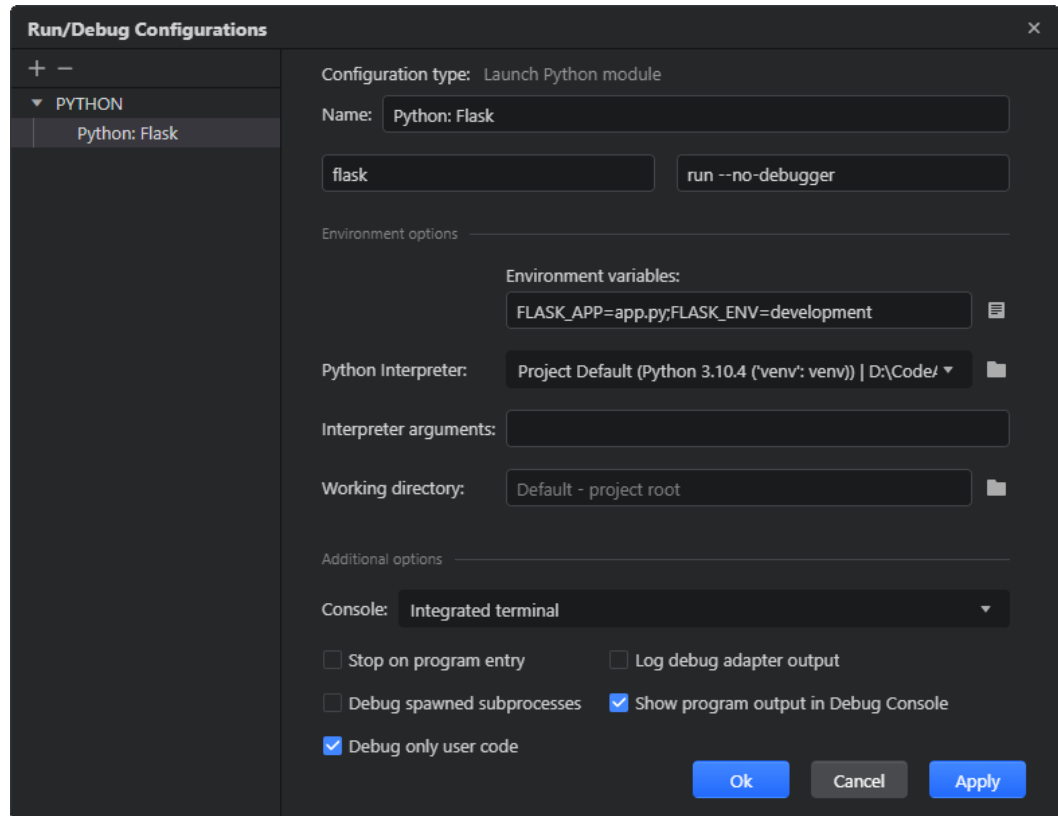 Run/Debug Configurations
PYTHON
Python: Flask
Configuration type: Launch Python module
Name: Python: Flask
flask run --no-debugger
Environment options
Environment variables:
FLASK_APP=app.py;FLASK_ENV=development
Python Interpreter: Project Default (Python 3.10.4 ('venv': venv)) | D:\Code
Interpreter arguments:
Working directory: Default - project root
Additional options
Console: Integrated terminal
Stop on program entry Log debug adapter output
Debug spawned subprocesses Show program output in Debug Console
Debug only user code
Ok Cancel Apply